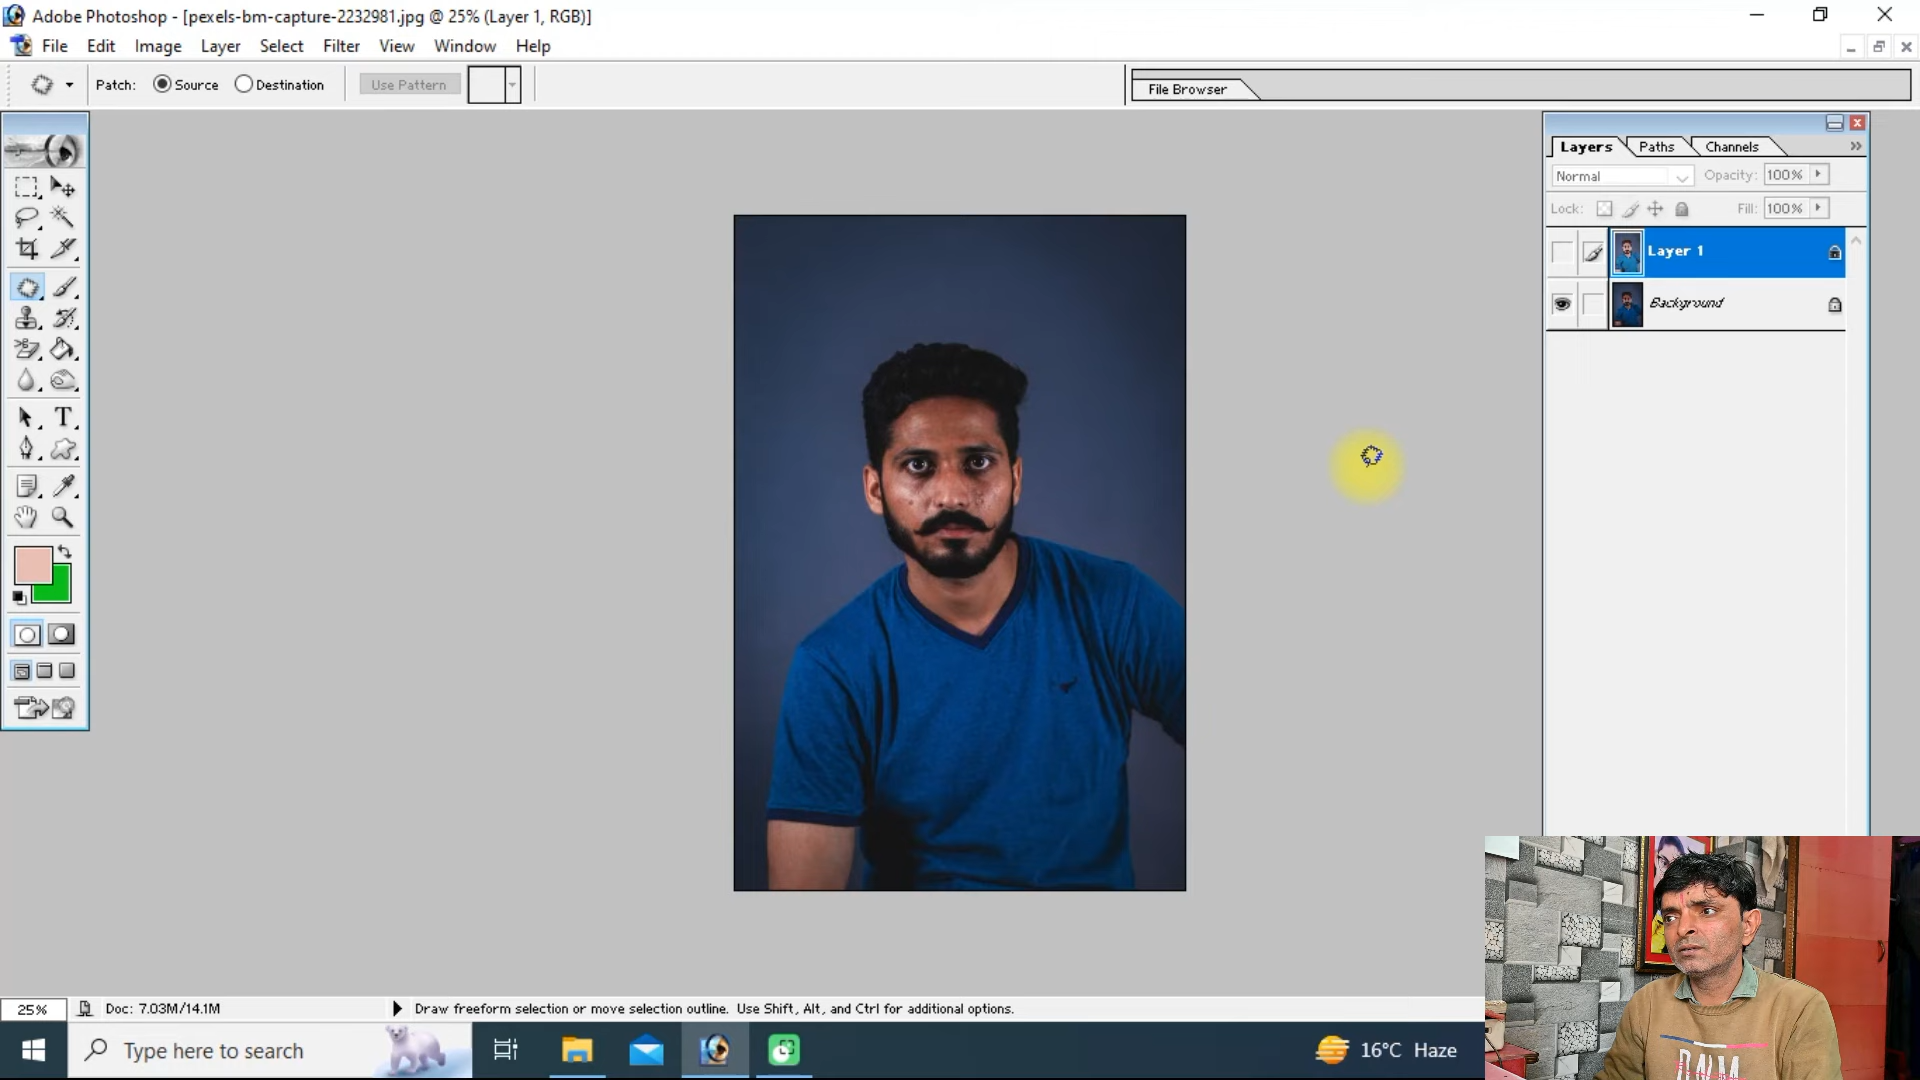 Adobe Photoshop - [pexels-bm-capture-2232981.jpg @ 25% (Layer 1, RGB)]
File Edit Image Layer Select Filter View Window Help
Patch: Source Destination Use Pattern
File Browser
Layers Paths Channels
Normal Opacity: 100%
Lock: Fill: 100%
Layer 1
Background
T
25% Doc: 7.03M/14.1M Draw freeform selection or move selection outline. Use Shift, Alt, and Ctrl for additional options.
Type here to search 16°C Haze